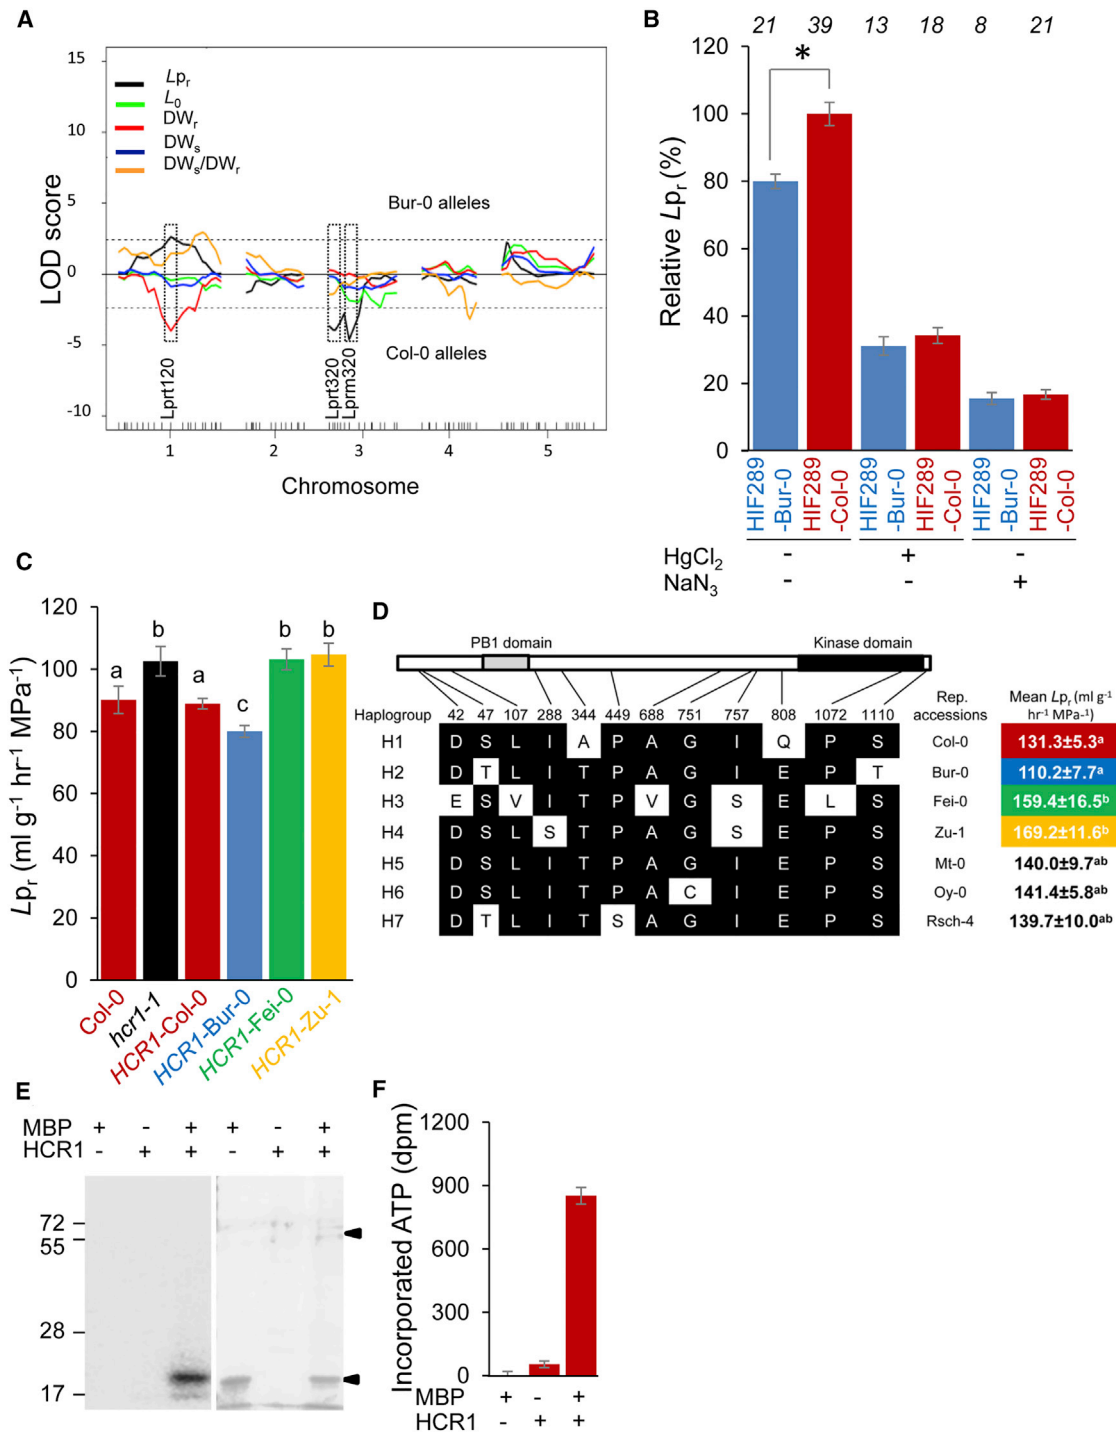 A
15
10
5
0
-5
-10
LOD score
Lpr
L0
DWr
DWs
DWs/DWr
Bur-0 alleles
Col-0 alleles
Lprt120
Lprt320
Lprm320
1 2 3 4 5
Chromosome
B
21 39 13 18 8 21
*
120
100
80
60
40
20
0
Relative Lpr (%)
HIF289 -Bur-0
HIF289 -Col-0
HIF289 -Bur-0
HIF289 -Col-0
HIF289 -Bur-0
HIF289 -Col-0
HgCl2 - + -
NaN3 - - +
C
120
100
80
60
40
20
0
Lpr (ml g-1 hr-1 MPa-1)
a b a c b b
Col-0
hcr1-1
HCR1-Col-0
HCR1-Bur-0
HCR1-Fei-0
HCR1-Zu-1
D
PB1 domain
Kinase domain
Haplogroup 42 47 107 288 344 449 688 751 757 808 1072 1110
Rep. accessions
Mean Lpr (ml g-1 hr-1 MPa-1)
H1 D S L I A P A G I Q P S Col-0 131.3±5.3a
H2 D T L I T P A G I E P T Bur-0 110.2±7.7a
H3 E S V I T P V G S E L S Fei-0 159.4±16.5b
H4 D S L S T P A G S E P S Zu-1 169.2±11.6b
H5 D S L I T P A G I E P S Mt-0 140.0±9.7ab
H6 D S L I T P A C I E P S Oy-0 141.4±5.8ab
H7 D T L I T S A G I E P S Rsch-4 139.7±10.0ab
E
MBP + - + + - +
HCR1 - + + - + +
72
55
28
17
F
1200
900
600
300
0
Incorporated ATP (dpm)
MBP + - +
HCR1 - + +